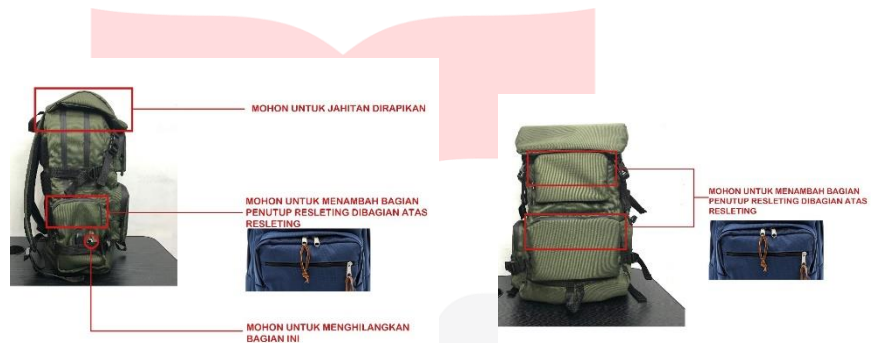 MOHON UNTUK JAHITAN DIRAPIKAN
MOHON UNTUK MENAMBAH BAGIAN
PENUTUP RESLETING DIBAGIAN ATAS
RESLETING
MOHON UNTUK MENGHILANGKAN
BAGIAN INI
MOHON UNTUK MENAMBAH BAGIAN
PENUTUP RESLETING DIBAGIAN ATAS
RESLETING